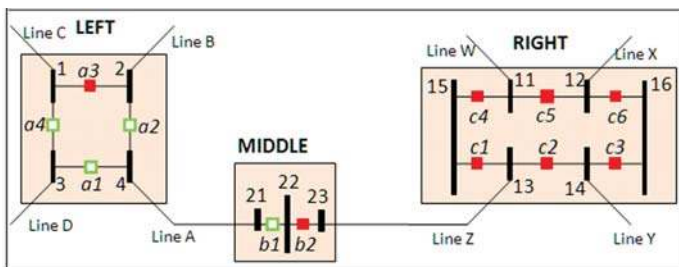 LEFT
Line C
Line B
1
a3
2
a4
a2
3
a1
4
Line D
Line A
MIDDLE
21
22
23
b1
b2
RIGHT
Line W
Line X
15
11
12
16
c4
c5
c6
c1
c2
c3
13
14
Line Z
Line Y